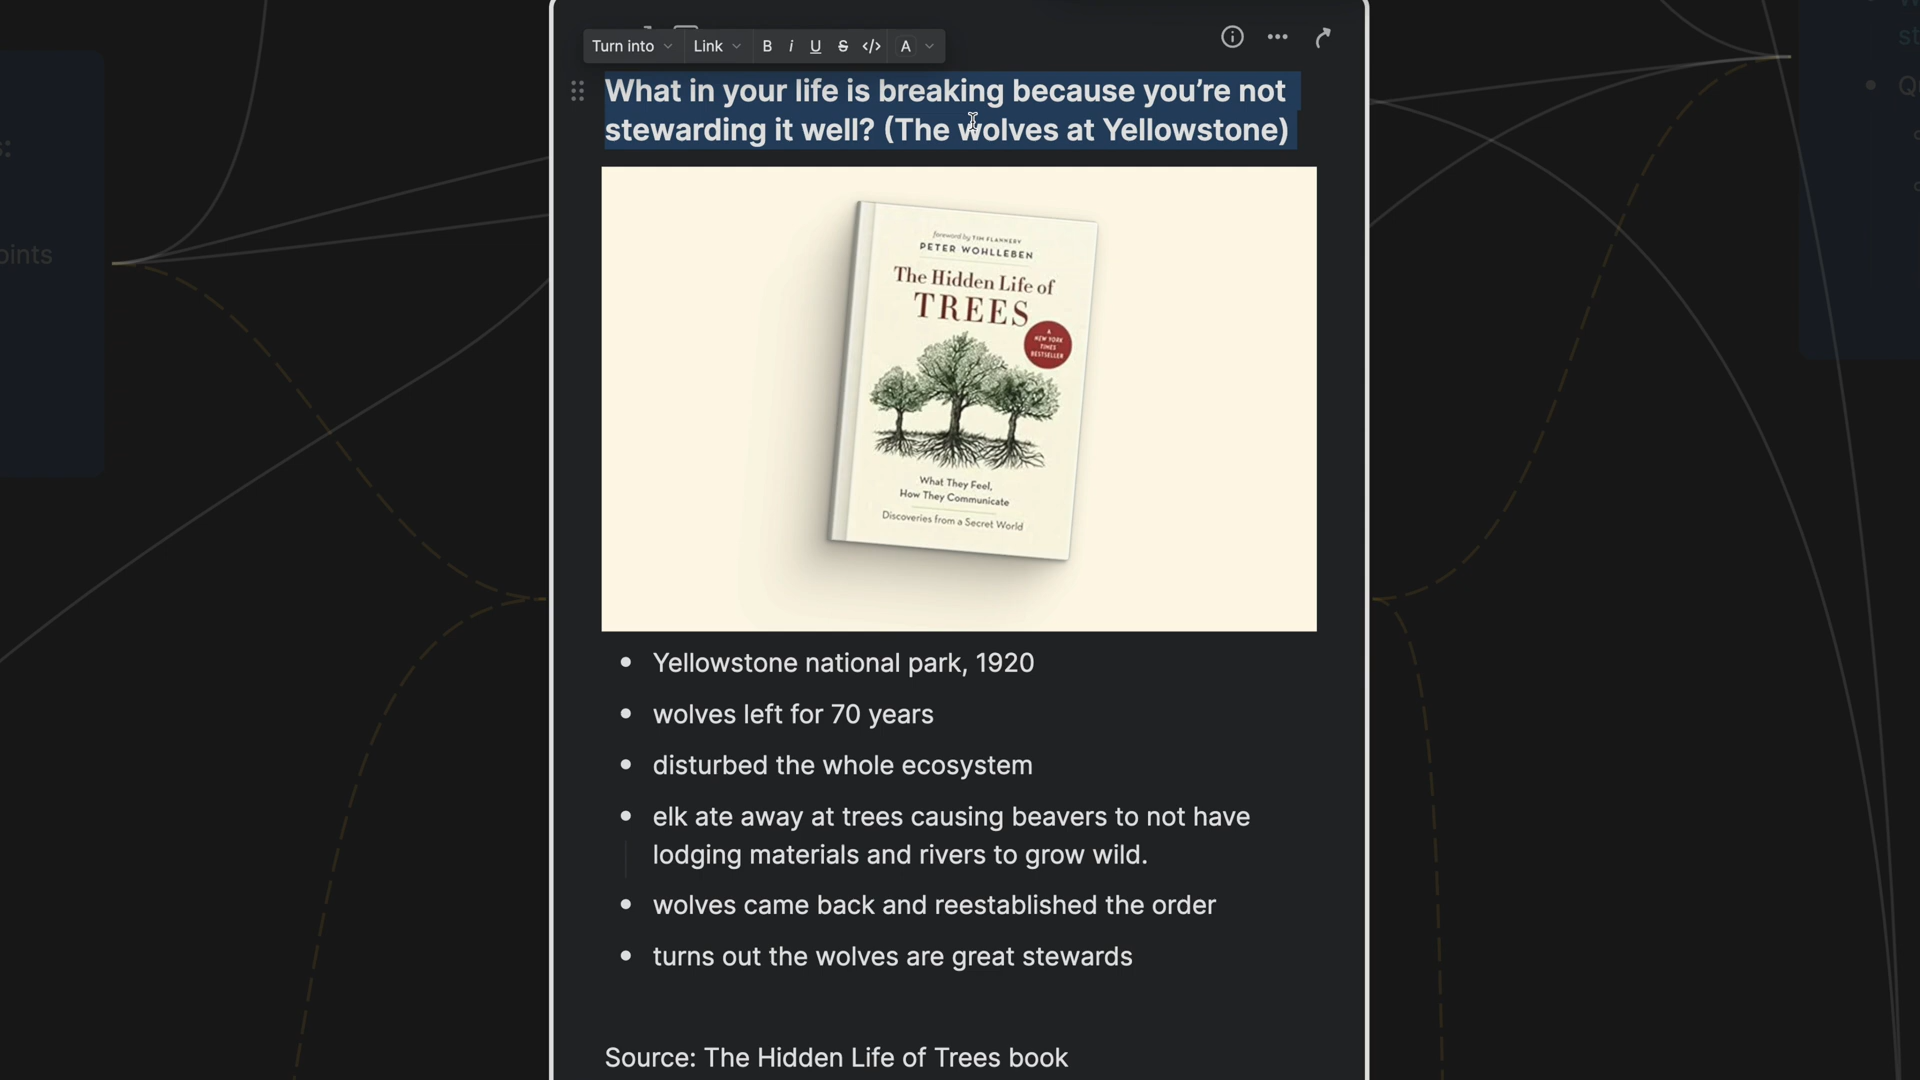 Turn into Link B i U S </> A
What in your life is breaking because you’re not
stewarding it well? (The wolves at Yellowstone)
foreword by TIM FLANNERY
PETER WOHLLEBEN
The Hidden Life of
TREES
A
NEW YORK
TIMES
BESTSELLER
What They Feel,
How They Communicate
Discoveries from a Secret World
• Yellowstone national park, 1920
• wolves left for 70 years
• disturbed the whole ecosystem
• elk ate away at trees causing beavers to not have
lodging materials and rivers to grow wild.
• wolves came back and reestablished the order
• turns out the wolves are great stewards
Source: The Hidden Life of Trees book